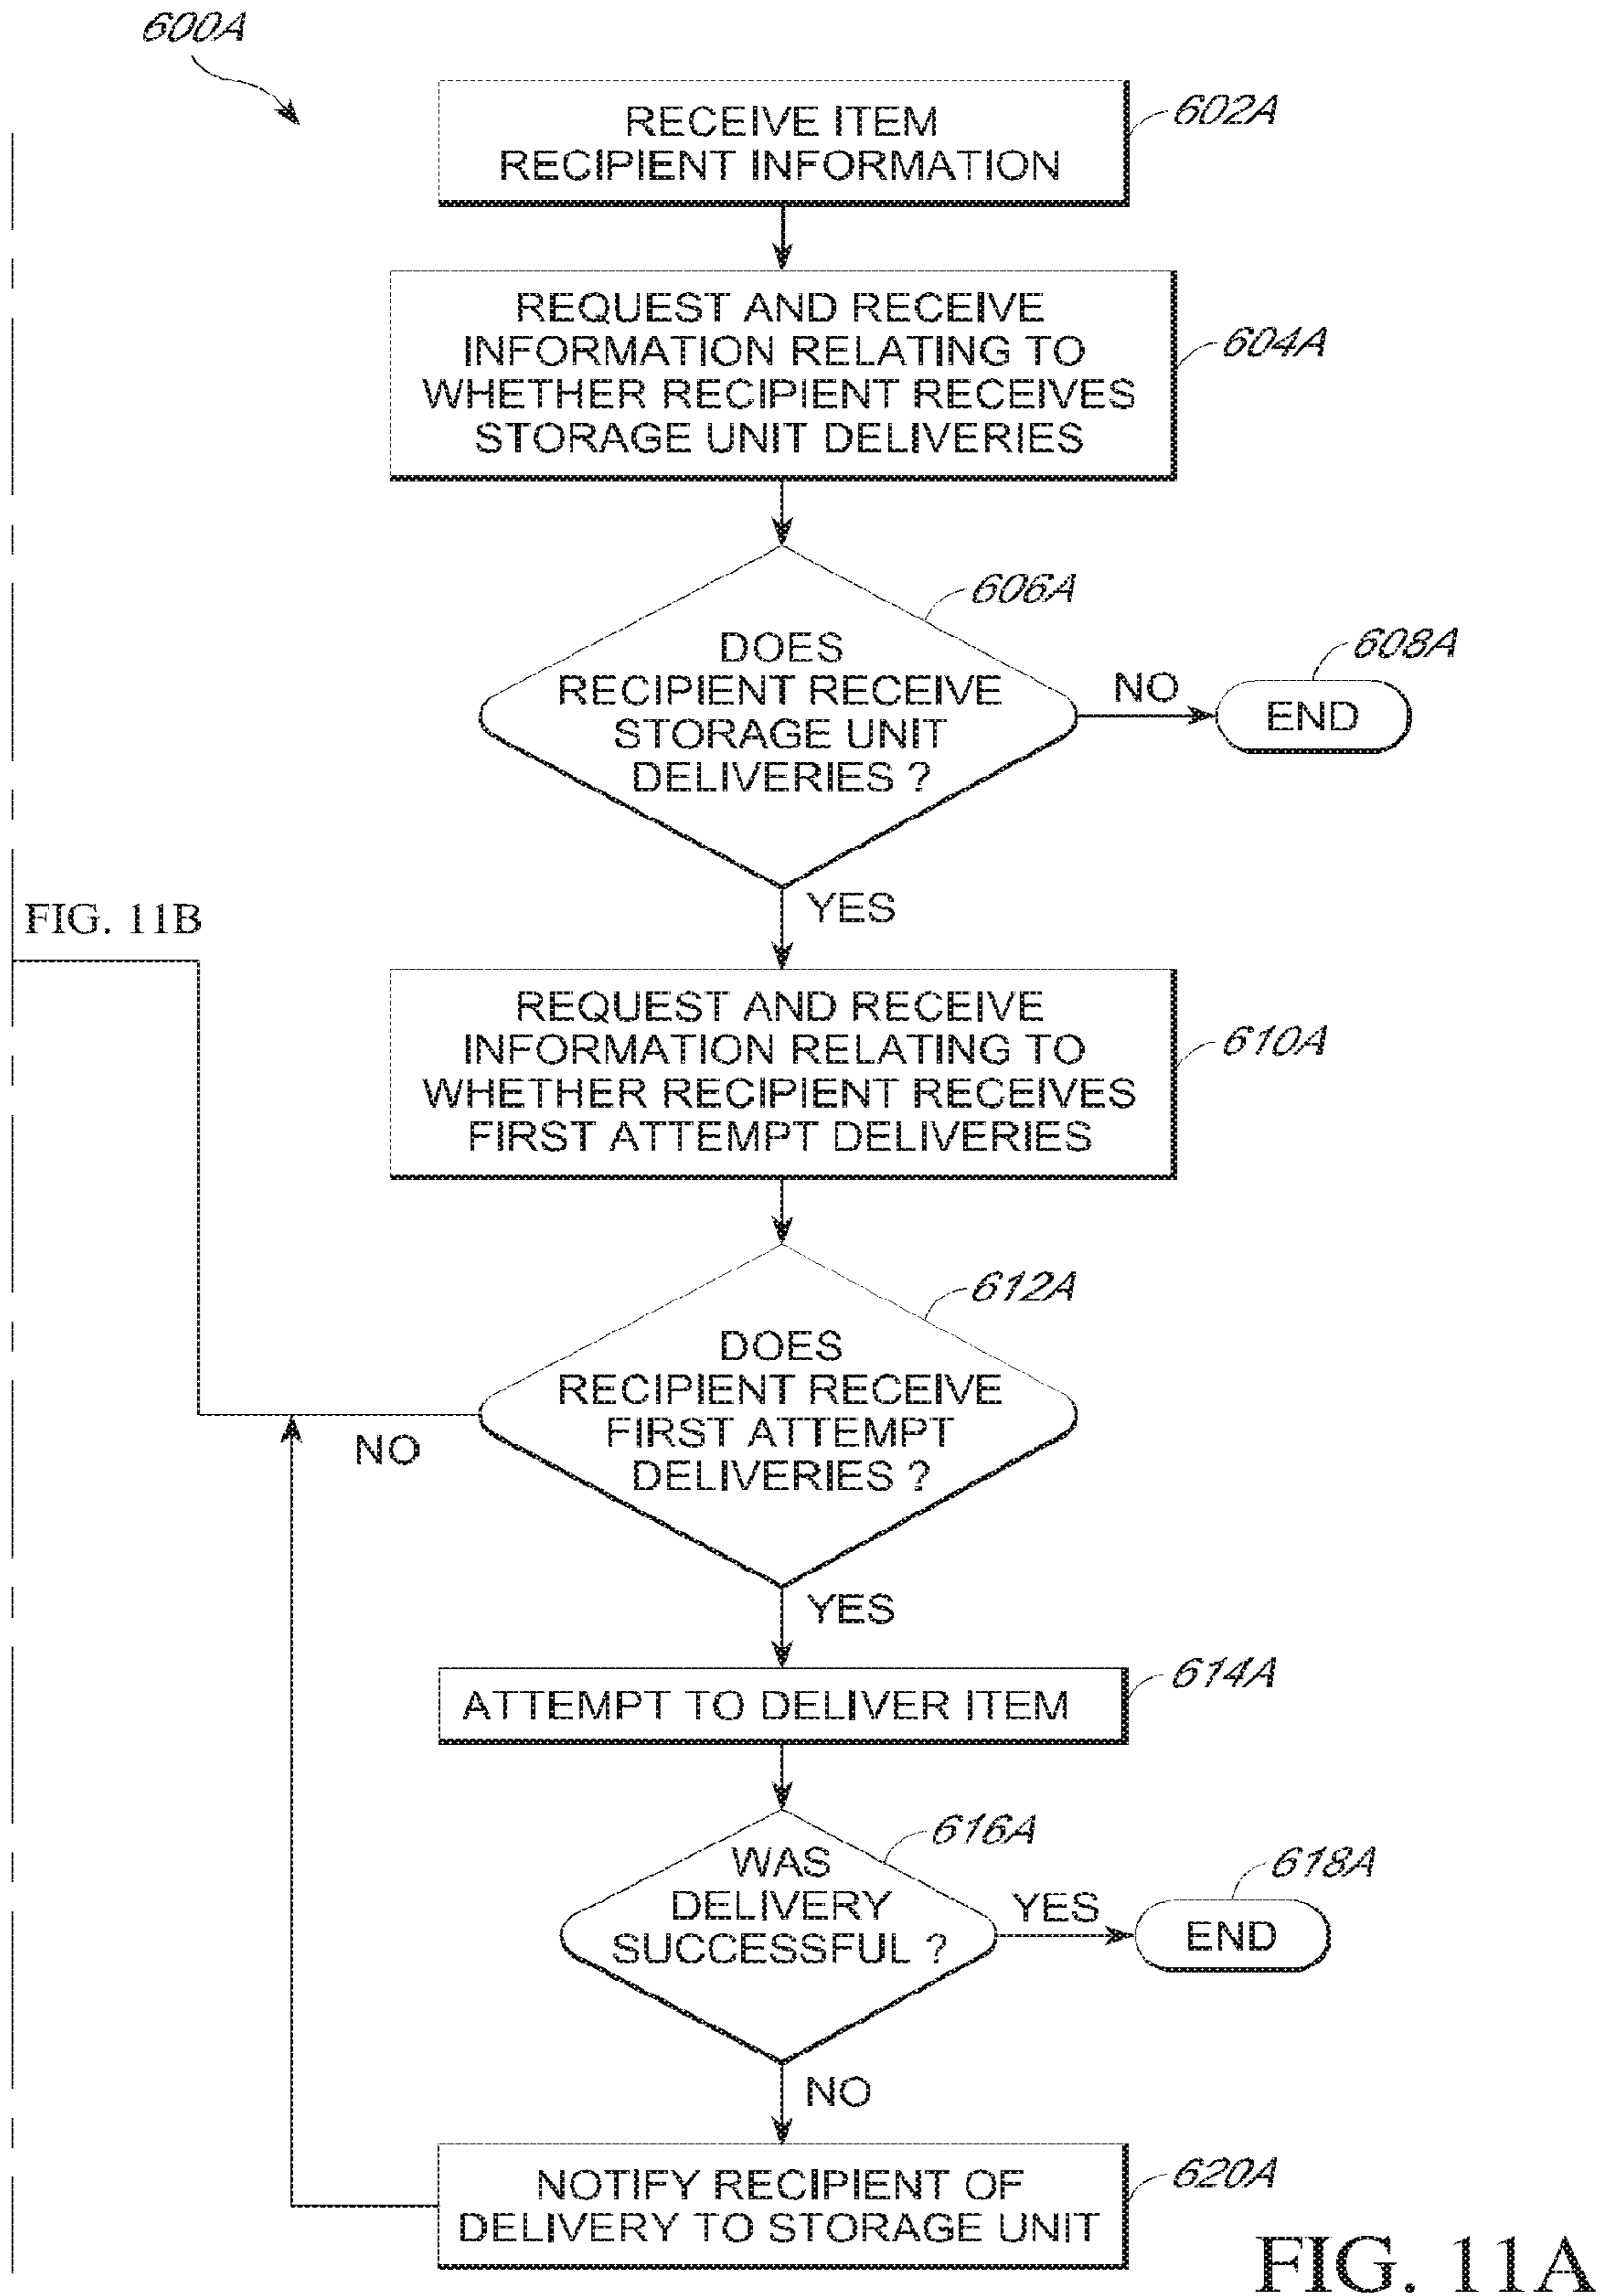 600A
RECEIVE ITEM
RECIPIENT INFORMATION
602A
REQUEST AND RECEIVE
INFORMATION RELATING TO
WHETHER RECIPIENT RECEIVES
STORAGE UNIT DELIVERIES
604A
606A
DOES
RECIPIENT RECEIVE
STORAGE UNIT
DELIVERIES ?
NO
608A
END
YES
FIG. 11B
REQUEST AND RECEIVE
INFORMATION RELATING TO
WHETHER RECIPIENT RECEIVES
FIRST ATTEMPT DELIVERIES
610A
612A
DOES
RECIPIENT RECEIVE
FIRST ATTEMPT
DELIVERIES ?
NO
YES
ATTEMPT TO DELIVER ITEM
614A
616A
WAS
DELIVERY
SUCCESSFUL ?
YES
618A
END
NO
NOTIFY RECIPIENT OF
DELIVERY TO STORAGE UNIT
620A
FIG. 11A